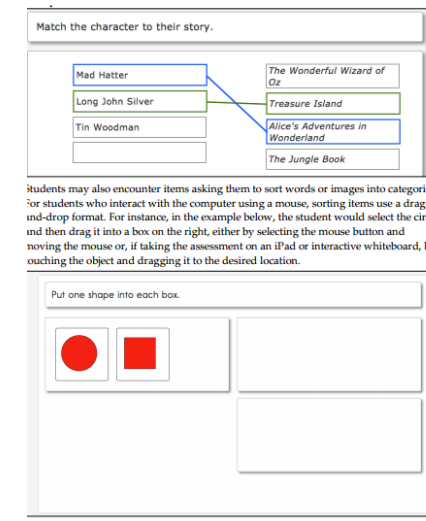 Match the character to their story.
Mad Hatter
Long John Silver
Tin Woodman
The Wonderful Wizard of
Oz
Treasure Island
Alice's Adventures in
Wonderland
The Jungle Book
Students may also encounter items asking them to sort words or images into categori
For students who interact with the computer using a mouse, sorting items use a drag
and-drop format. For instance, in the example below, the student would select the cir
and then drag it into a box on the right, either by selecting the mouse button and
moving the mouse or, if taking the assessment on an iPad or interactive whiteboard,
touching the object and dragging it to the desired location.
Put one shape into each box.